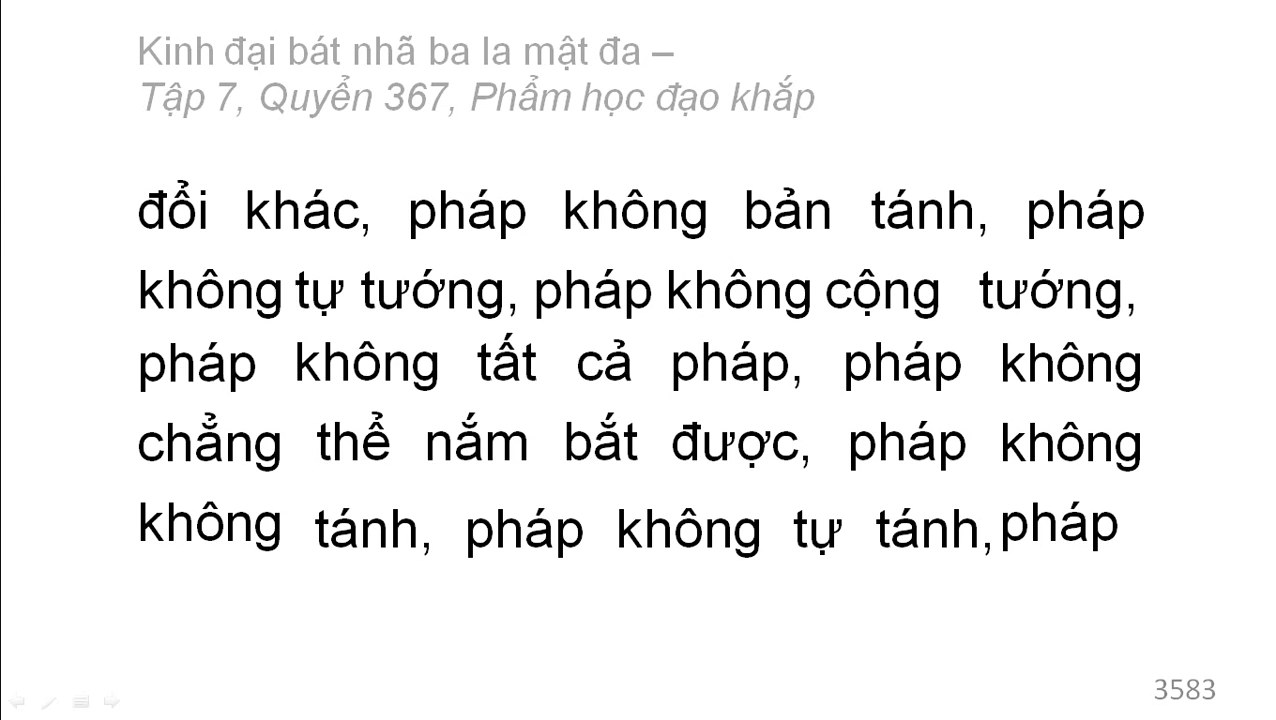 Kinh đại bát nhã ba la mật đa –
Tập 7, Quyển 367, Phẩm học đạo khắp
đổi khác, pháp không bản tánh, pháp
không tự tướng, pháp không cộng tướng,
pháp không tất cả pháp, pháp không
chẳng thể nắm bắt được, pháp không
không tánh, pháp không tự tánh, pháp
3583